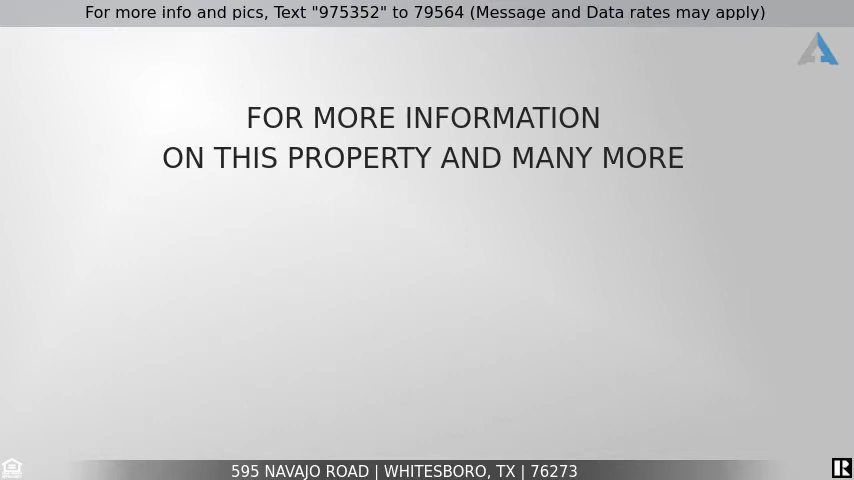 For more info and pics, Text "975352" to 79564 (Message and Data rates may apply)
FOR MORE INFORMATION
ON THIS PROPERTY AND MANY MORE
595 NAVAJO ROAD | WHITESBORO, TX | 76273